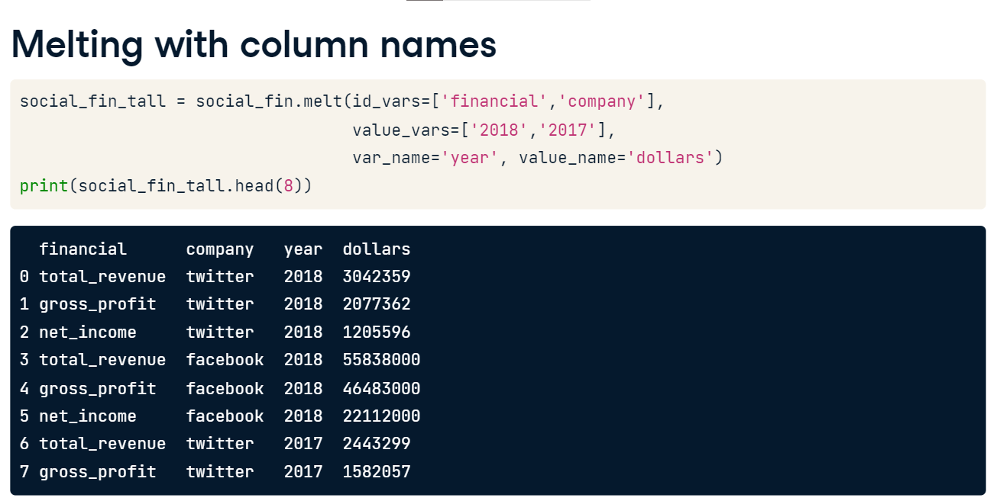 Melting with column names
social_fin_tall = social_fin.melt(id_vars=['financial','company'],
value_vars=['2018','2017'],
var_name='year', value_name='dollars')
print(social_fin_tall.head(8))
financial company year dollars
0 total_revenue twitter 2018 3042359
1 gross_profit twitter 2018 2077362
2 net_income twitter 2018 1205596
3 total_revenue facebook 2018 55838000
4 gross_profit facebook 2018 46483000
5 net_income facebook 2018 22112000
6 total_revenue twitter 2017 2443299
7 gross_profit twitter 2017 1582057